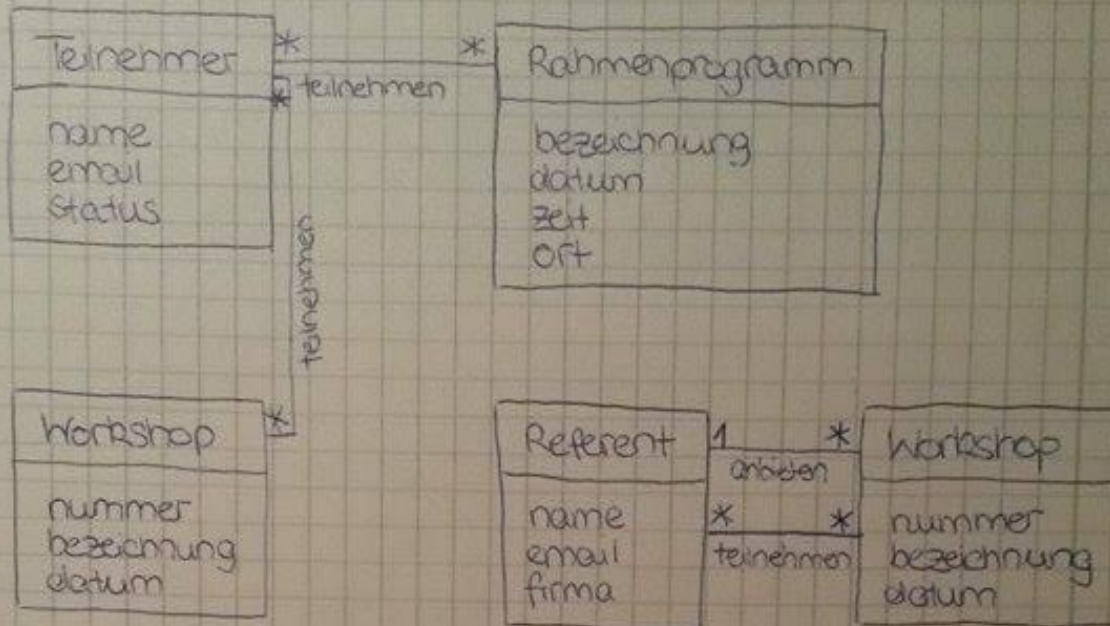 Teilnehmer
* *
teilnehmen
*
name
email
status
Rahmenprogramm
bezeichnung
datum
zeit
ort
teilnehmen
*
Workshop
nummer
bezeichnung
datum
Referent
name
email
firma
1 *
anbieten
* *
teilnehmen
Workshop
nummer
bezeichnung
datum